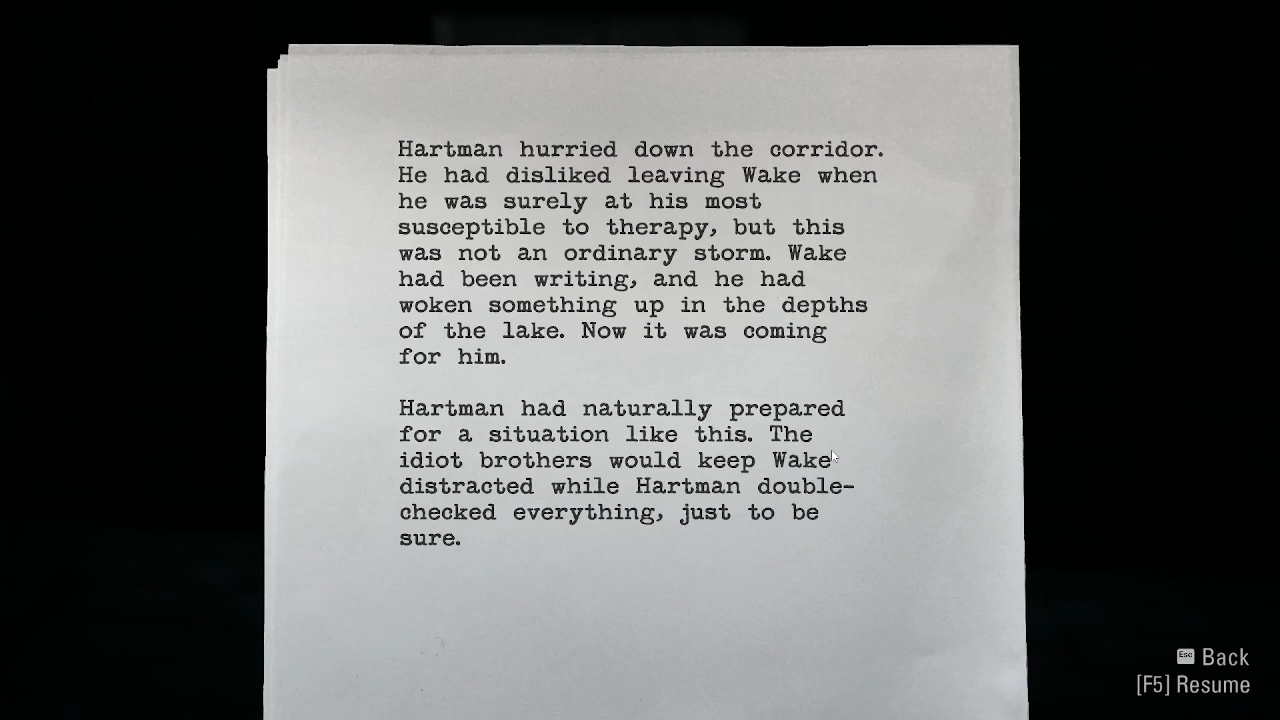 Hartman hurried down the corridor.
He had disliked leaving Wake when
he was surely at his most
susceptible to therapy, but this
was not an ordinary storm. Wake
had been writing, and he had
woken something up in the depths
of the lake. Now it was coming
for him.
Hartman had naturally prepared
for a situation like this. The
idiot brothers would keep Wake
distracted while Hartman double-
checked everything, just to be
sure.
Esc Back
[F5] Resume